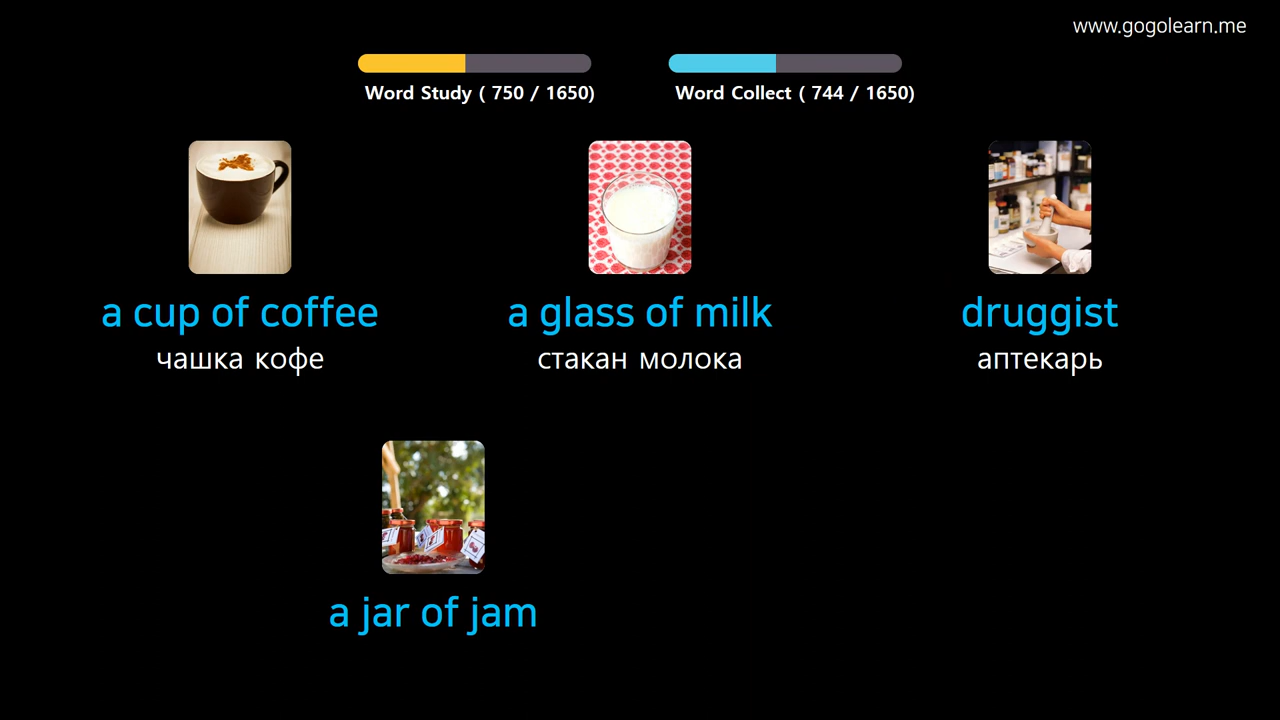 www.gogolearn.me
Word Study ( 750 / 1650)
Word Collect ( 744 / 1650)
a cup of coffee
чашка кофе
a glass of milk
стакан молока
druggist
аптекарь
a jar of jam